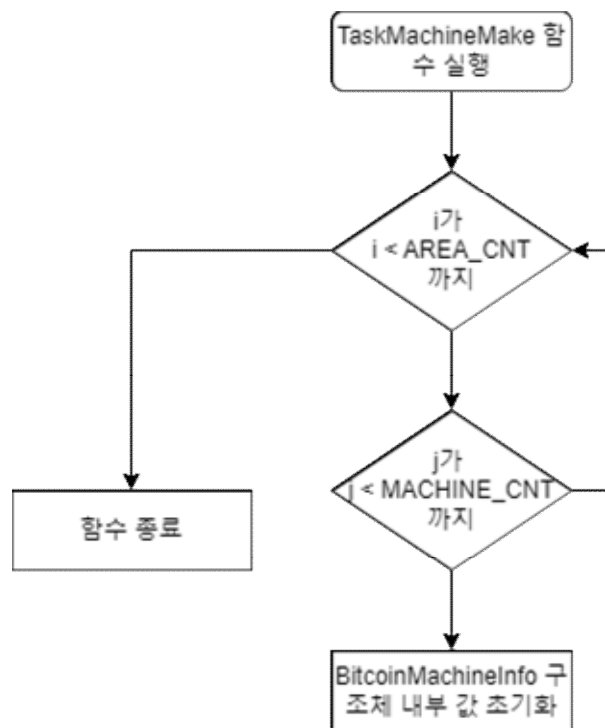 TaskMachineMake 함
수 실행
i가
i < AREA_CNT
까지
j가
j < MACHINE_CNT
까지
함수 종료
BitcoinMachineInfo 구
조체 내부 값 초기화